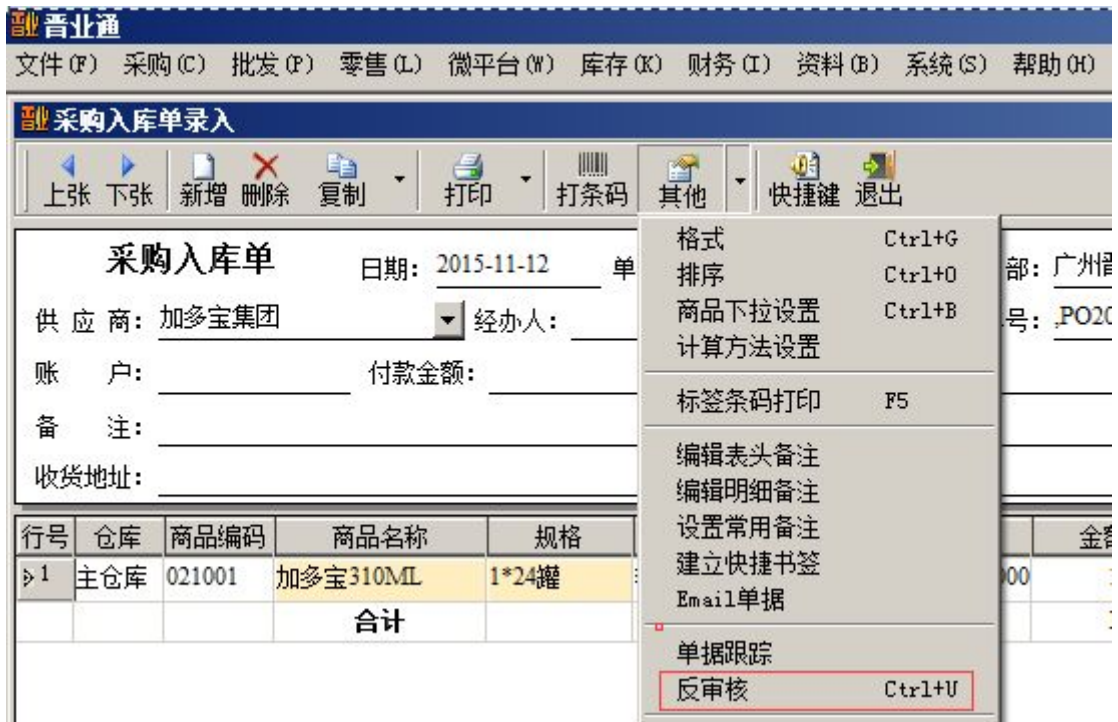 晋业通
文件(F) 采购(C) 批发(P) 零售(L) 微平台(W) 库存(K) 财务(I) 资料(B) 系统(S) 帮助(H)
采购入库单录入
上张 下张 新增 删除 复制 打印 打条码 其他 快捷键 退出
采购入库单 日期: 2015-11-12 单 部: 广州晋
供应商: 加多宝集团 经办人: 号: ,PO20
账户: 付款金额:
备注:
收货地址:
格式 Ctrl+G
排序 Ctrl+O
商品下拉设置 Ctrl+B
计算方法设置
标签条码打印 F5
编辑表头备注
编辑明细备注
设置常用备注
建立快捷书签
Email单据
单据跟踪
反审核 Ctrl+U
行号 仓库 商品编码 商品名称 规格 金
1 主仓库 021001 加多宝310ML 1*24罐 00
合计